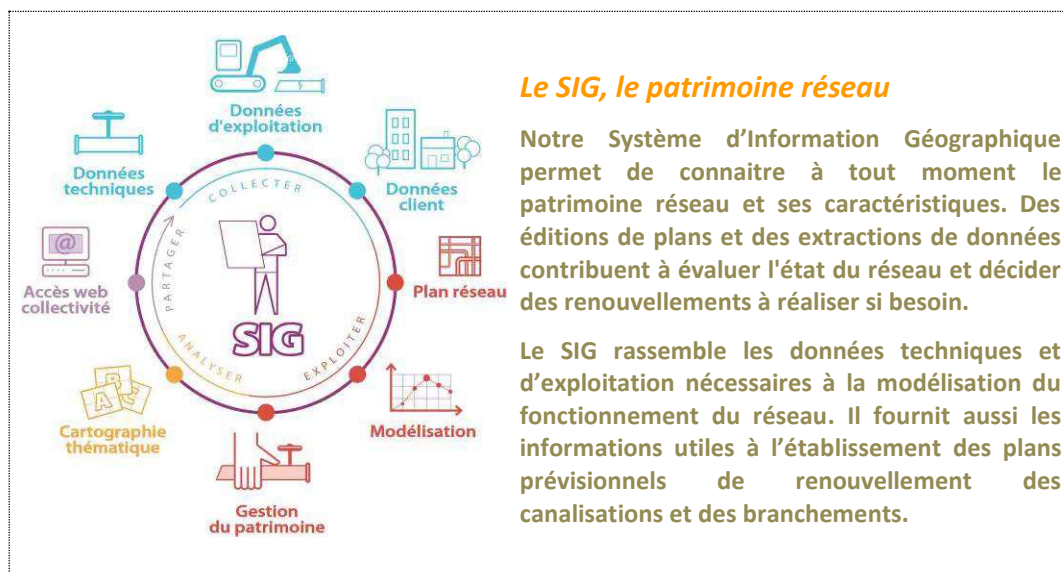 Données
d'exploitation
Données
techniques
Données
client
COLLECTER
PARTAGER
@
Accès web
collectivité
Plan réseau
SIG
ANALYSER
EXPLOITER
A B C
Cartographie
thématique
Modélisation
Gestion
du patrimoine
Le SIG, le patrimoine réseau
Notre Système d’Information Géographique
permet de connaitre à tout moment le
patrimoine réseau et ses caractéristiques. Des
éditions de plans et des extractions de données
contribuent à évaluer l'état du réseau et décider
des renouvellements à réaliser si besoin.
Le SIG rassemble les données techniques et
d’exploitation nécessaires à la modélisation du
fonctionnement du réseau. Il fournit aussi les
informations utiles à l’établissement des plans
prévisionnels de renouvellement des
canalisations et des branchements.